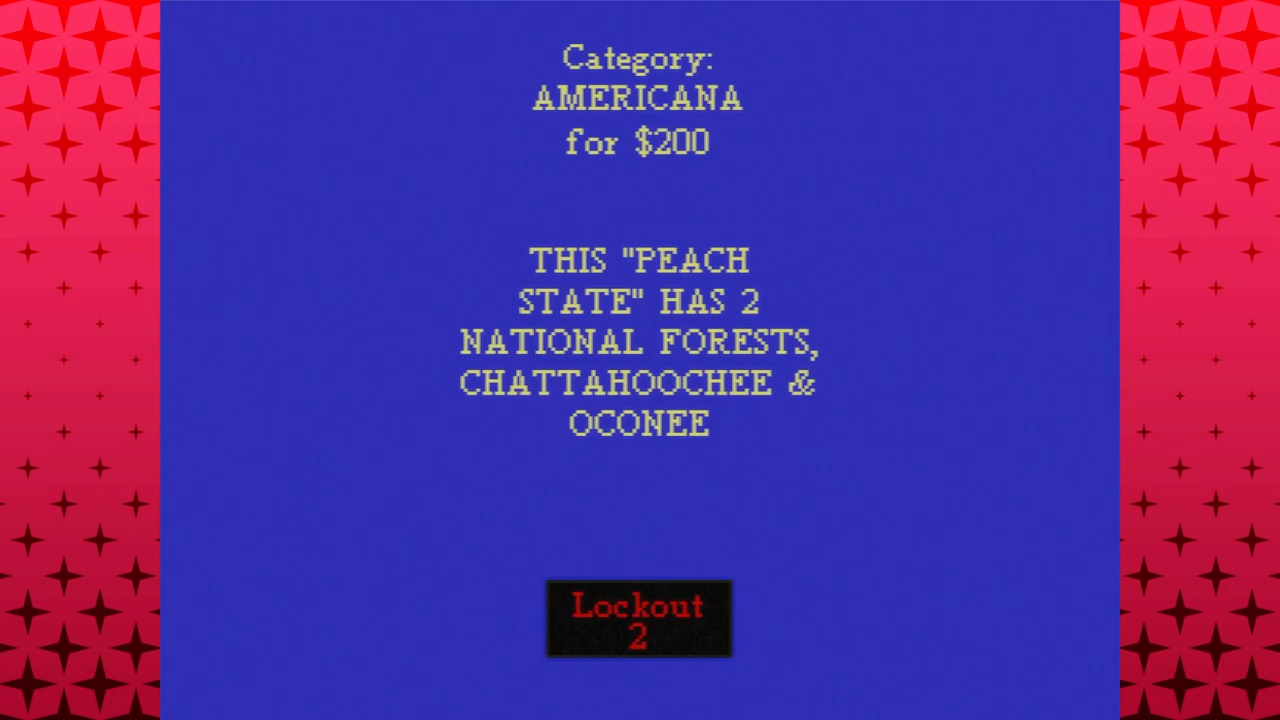 Category:
AMERICANA
for $200
THIS "PEACH
STATE" HAS 2
NATIONAL FORESTS,
CHATTAHOOCHEE &
OCONEE
Lockout
2